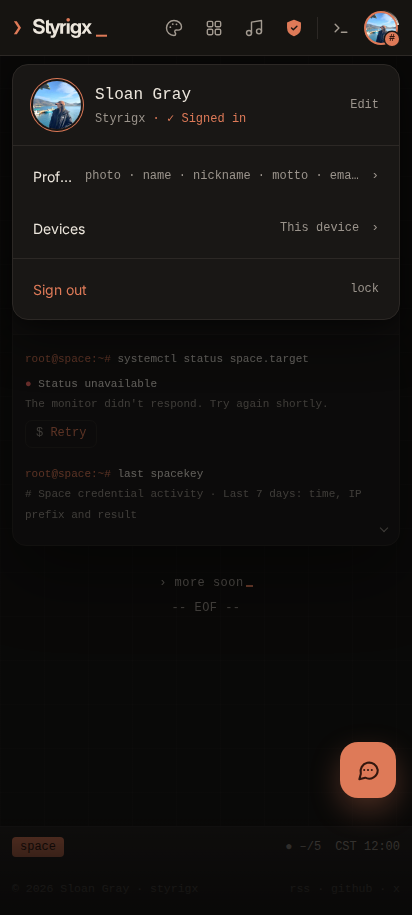 ❯ Styrigx _
Sloan Gray
Edit
Styrigx · ✓ Signed in
Prof… photo · name · nickname · motto · ema… ›
Devices This device ›
Sign out lock
root@space:~# systemctl status space.target
● Status unavailable
The monitor didn't respond. Try again shortly.
$ Retry
root@space:~# last spacekey
# Space credential activity · Last 7 days: time, IP
prefix and result
› more soon_
-- EOF --
space ● –/5 CST 12:00
© 2026 Sloan Gray · styrigx rss · github · x